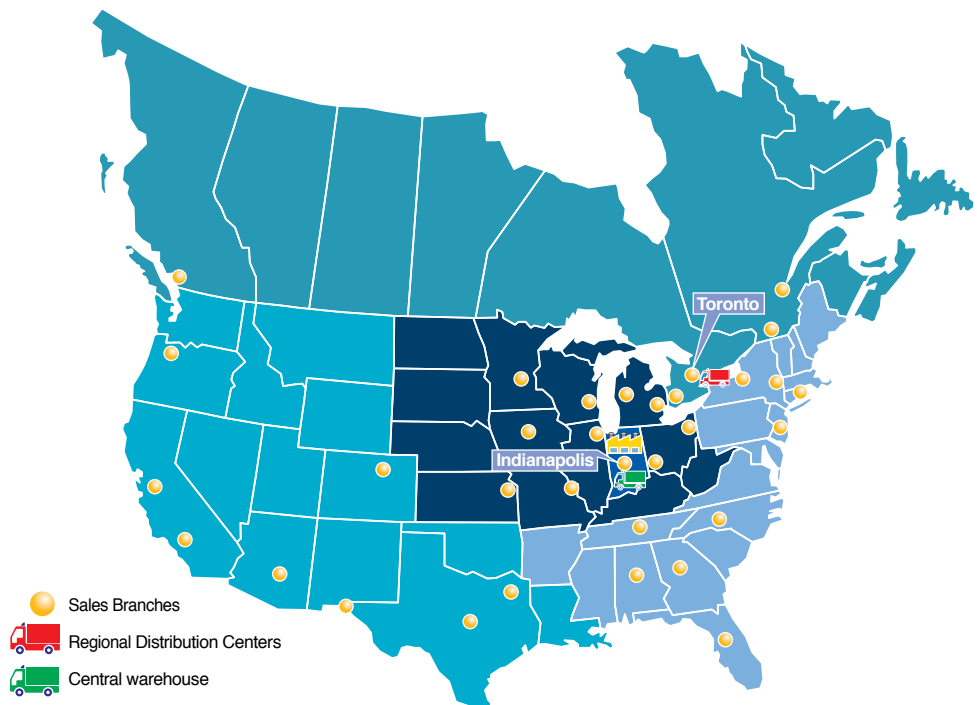 Toronto
Indianapolis
Sales Branches
Regional Distribution Centers
Central warehouse